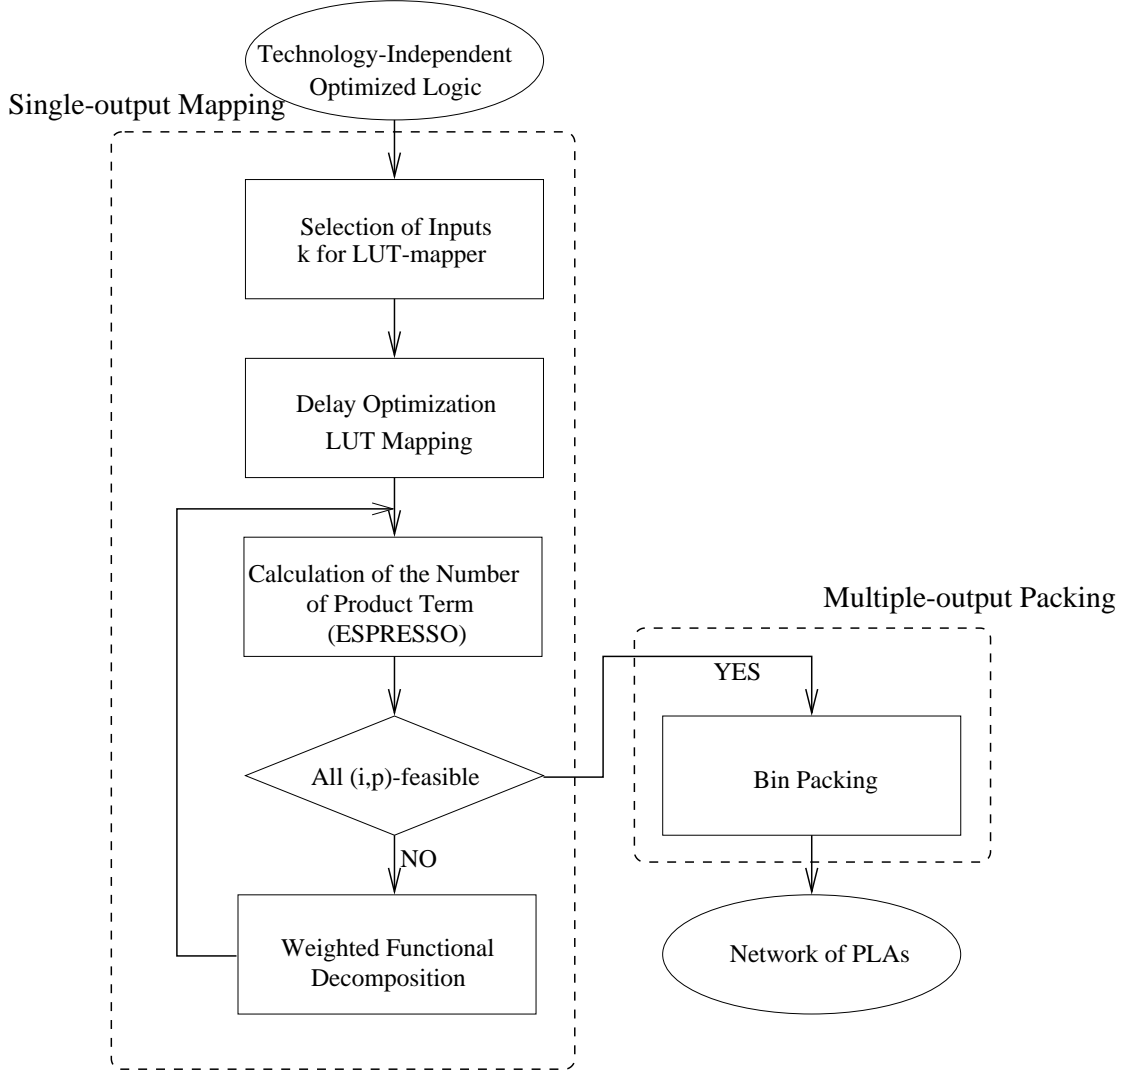 Technology-Independent
Optimized Logic
Single-output Mapping
Selection of Inputs
k for LUT-mapper
Delay Optimization
LUT Mapping
Calculation of the Number
of Product Term
(ESPRESSO)
Multiple-output Packing
YES
All (i,p)-feasible
Bin Packing
NO
Weighted Functional
Decomposition
Network of PLAs